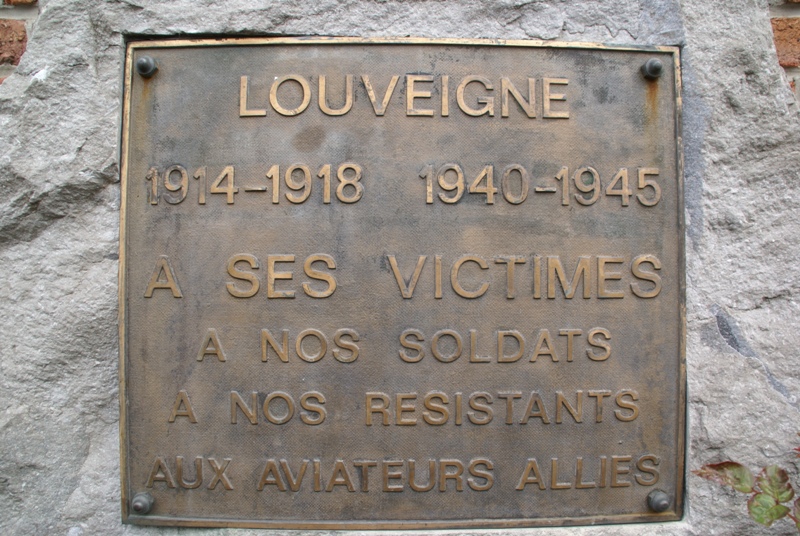 LOUVEIGNE
1914-1918 1940-1945
A SES VICTIMES
A NOS SOLDATS
A NOS RESISTANTS
AUX AVIATEURS ALLIES